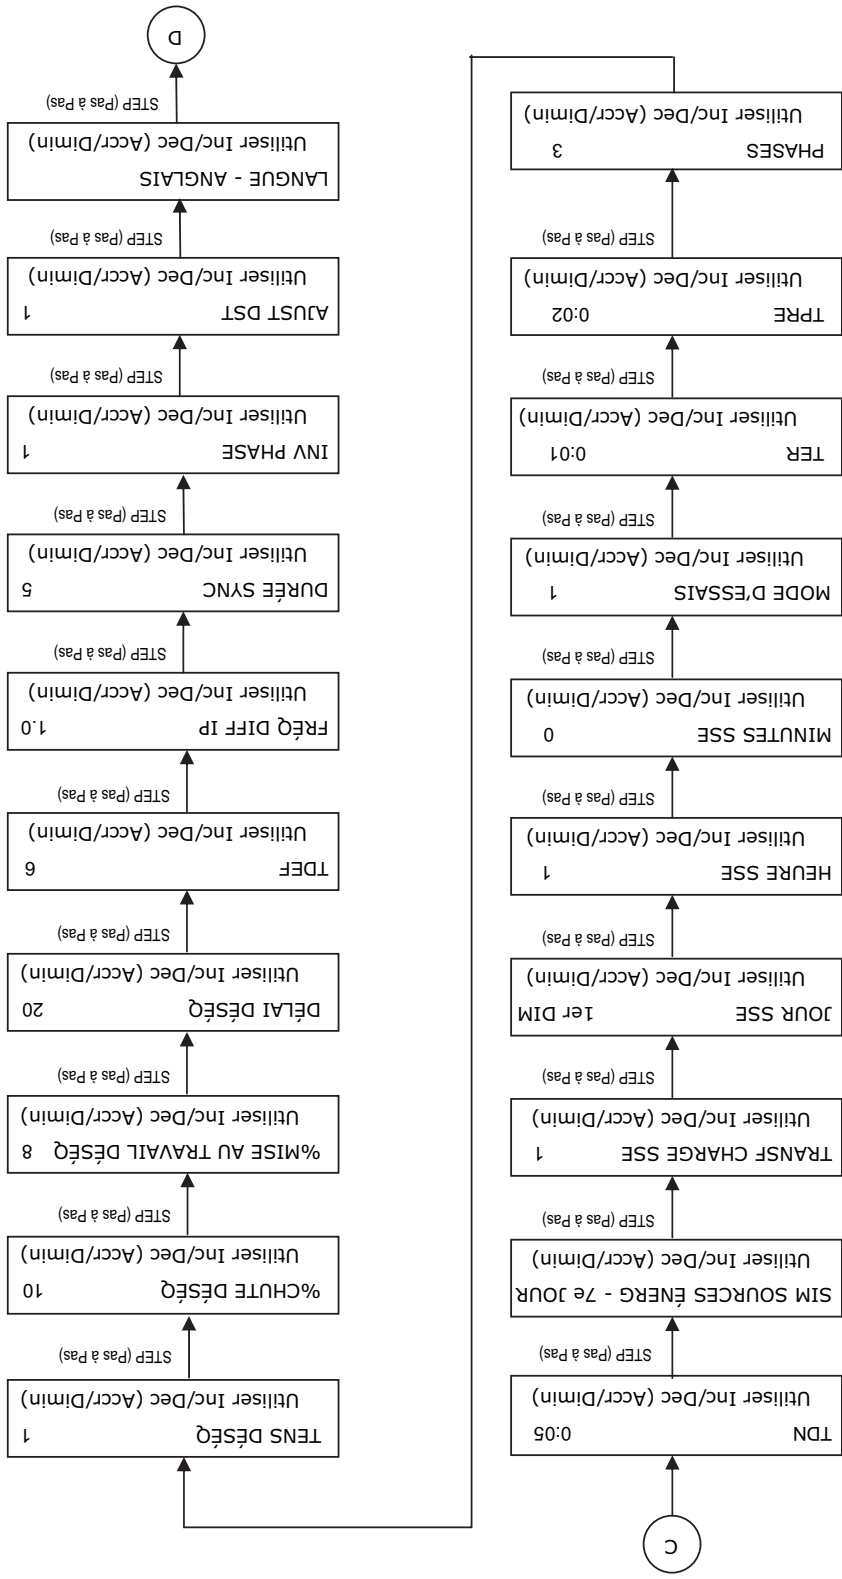 C
TDN 0:05
Utiliser Inc/Dec (Accr/Dimin)
STEP (Pas à Pas)
SIM SOURCES ÉNERG - 7e JOUR
Utiliser Inc/Dec (Accr/Dimin)
STEP (Pas à Pas)
TRANSF CHARGE SSE 1
Utiliser Inc/Dec (Accr/Dimin)
STEP (Pas à Pas)
JOUR SSE 1er DIM
Utiliser Inc/Dec (Accr/Dimin)
STEP (Pas à Pas)
HEURE SSE 1
Utiliser Inc/Dec (Accr/Dimin)
STEP (Pas à Pas)
MINUTES SSE 0
Utiliser Inc/Dec (Accr/Dimin)
STEP (Pas à Pas)
MODE D'ESSAIS 1
Utiliser Inc/Dec (Accr/Dimin)
STEP (Pas à Pas)
TER 0:01
Utiliser Inc/Dec (Accr/Dimin)
STEP (Pas à Pas)
TPRE 0:02
Utiliser Inc/Dec (Accr/Dimin)
STEP (Pas à Pas)
PHASES 3
Utiliser Inc/Dec (Accr/Dimin)
TENS DÉSÉQ 1
Utiliser Inc/Dec (Accr/Dimin)
STEP (Pas à Pas)
%CHUTE DÉSÉQ 10
Utiliser Inc/Dec (Accr/Dimin)
STEP (Pas à Pas)
%MISE AU TRAVAIL DÉSÉQ 8
Utiliser Inc/Dec (Accr/Dimin)
STEP (Pas à Pas)
DÉLAI DÉSÉQ 20
Utiliser Inc/Dec (Accr/Dimin)
STEP (Pas à Pas)
TDEF 6
Utiliser Inc/Dec (Accr/Dimin)
STEP (Pas à Pas)
FRÉQ DIFF IP 1.0
Utiliser Inc/Dec (Accr/Dimin)
STEP (Pas à Pas)
DURÉE SYNC 5
Utiliser Inc/Dec (Accr/Dimin)
STEP (Pas à Pas)
INV PHASE 1
Utiliser Inc/Dec (Accr/Dimin)
STEP (Pas à Pas)
AJUST DST 1
Utiliser Inc/Dec (Accr/Dimin)
STEP (Pas à Pas)
LANGUE - ANGLAIS
Utiliser Inc/Dec (Accr/Dimin)
STEP (Pas à Pas)
D